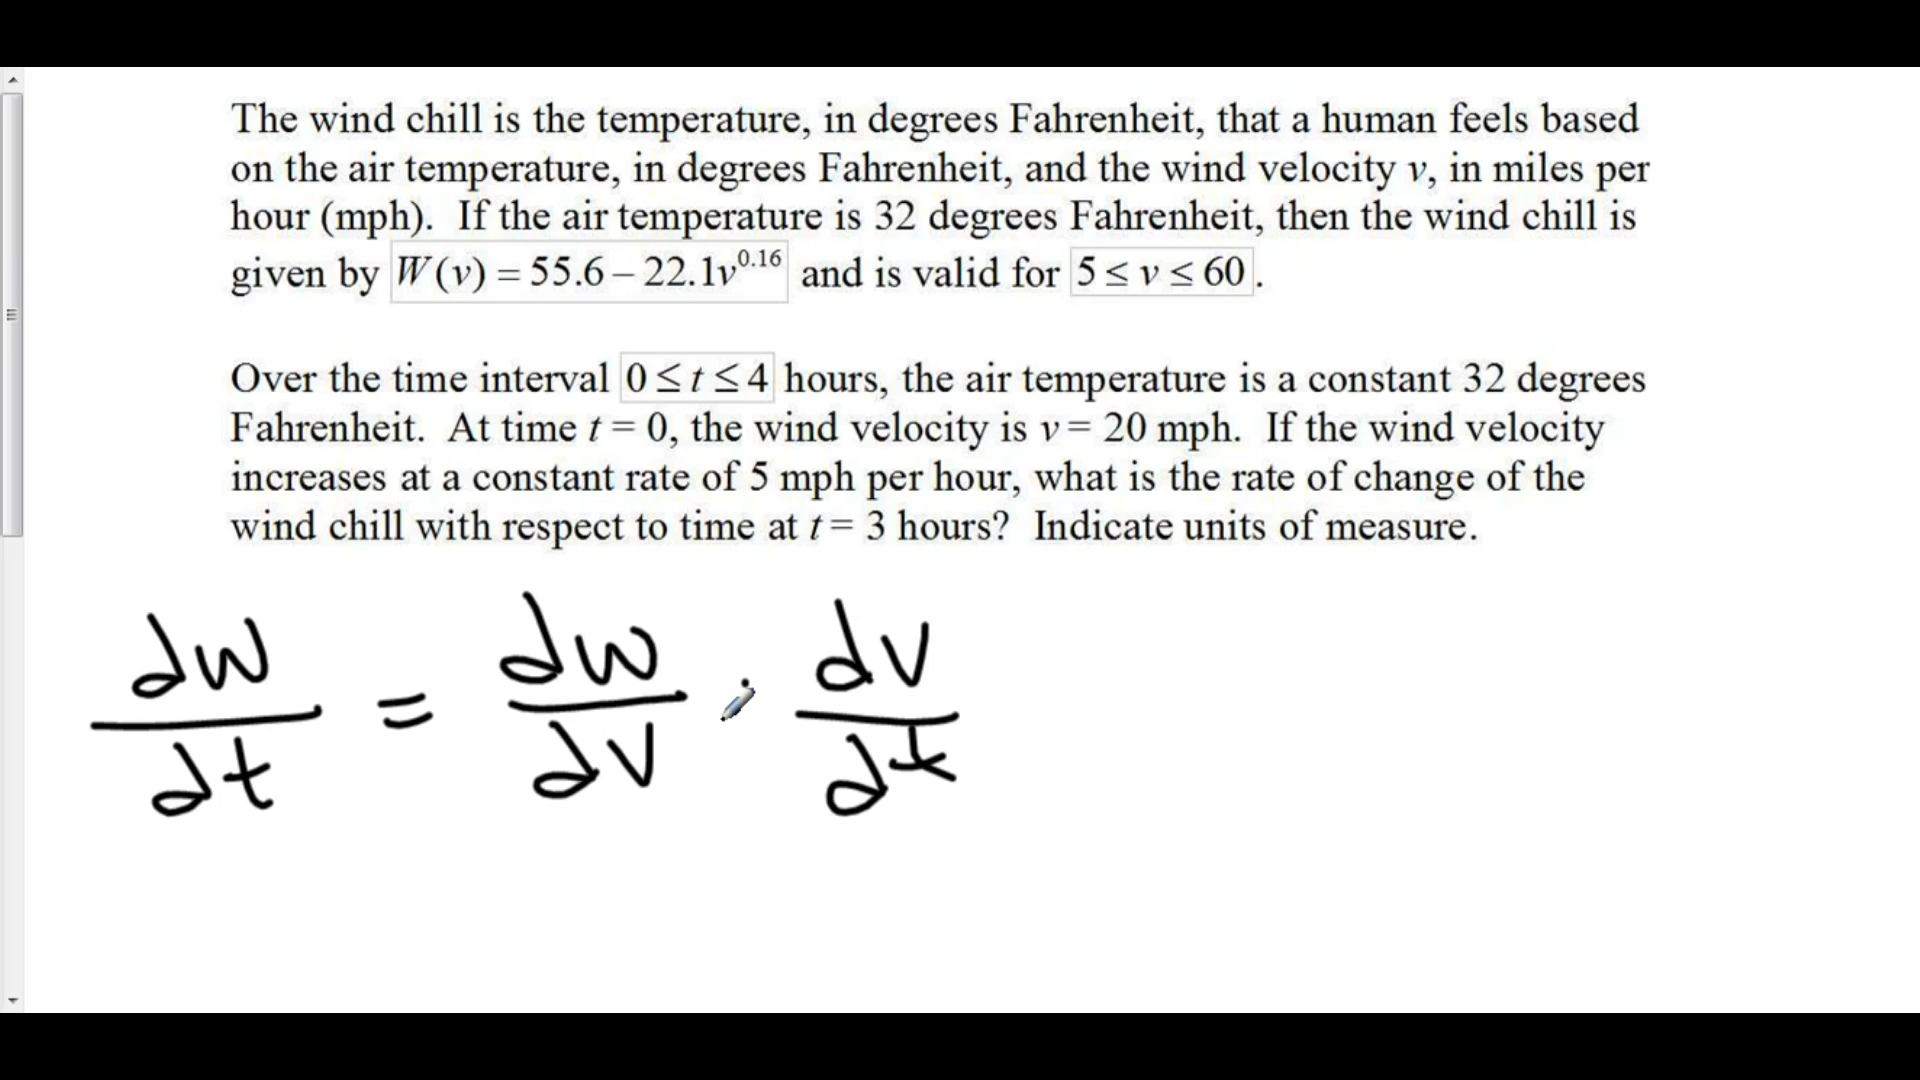 The wind chill is the temperature, in degrees Fahrenheit, that a human feels based
on the air temperature, in degrees Fahrenheit, and the wind velocity v, in miles per
hour (mph). If the air temperature is 32 degrees Fahrenheit, then the wind chill is
given by W(v) = 55.6 – 22.1v^0.16 and is valid for 5 ≤ v ≤ 60.
Over the time interval 0 ≤ t ≤ 4 hours, the air temperature is a constant 32 degrees
Fahrenheit. At time t = 0, the wind velocity is v = 20 mph. If the wind velocity
increases at a constant rate of 5 mph per hour, what is the rate of change of the
wind chill with respect to time at t = 3 hours? Indicate units of measure.
dw/dt = dw/dv · dv/dt